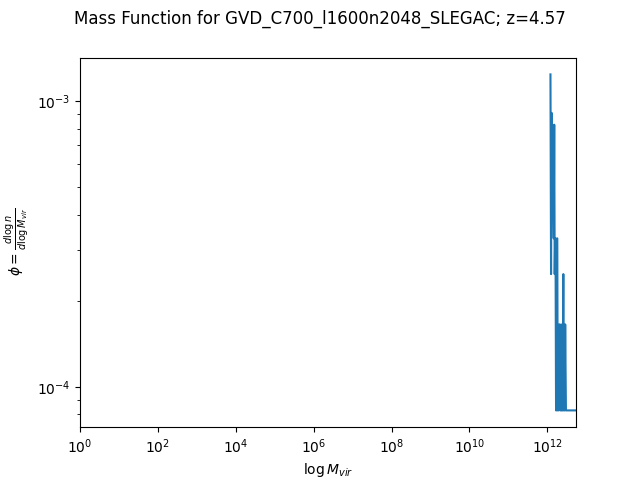 Mass Function for GVD_C700_l1600n2048_SLEGAC; z=4.57
10⁻³
10⁻⁴
ϕ = d log n / d log M_vir
10⁰ 10² 10⁴ 10⁶ 10⁸ 10¹⁰ 10¹²
log M_vir